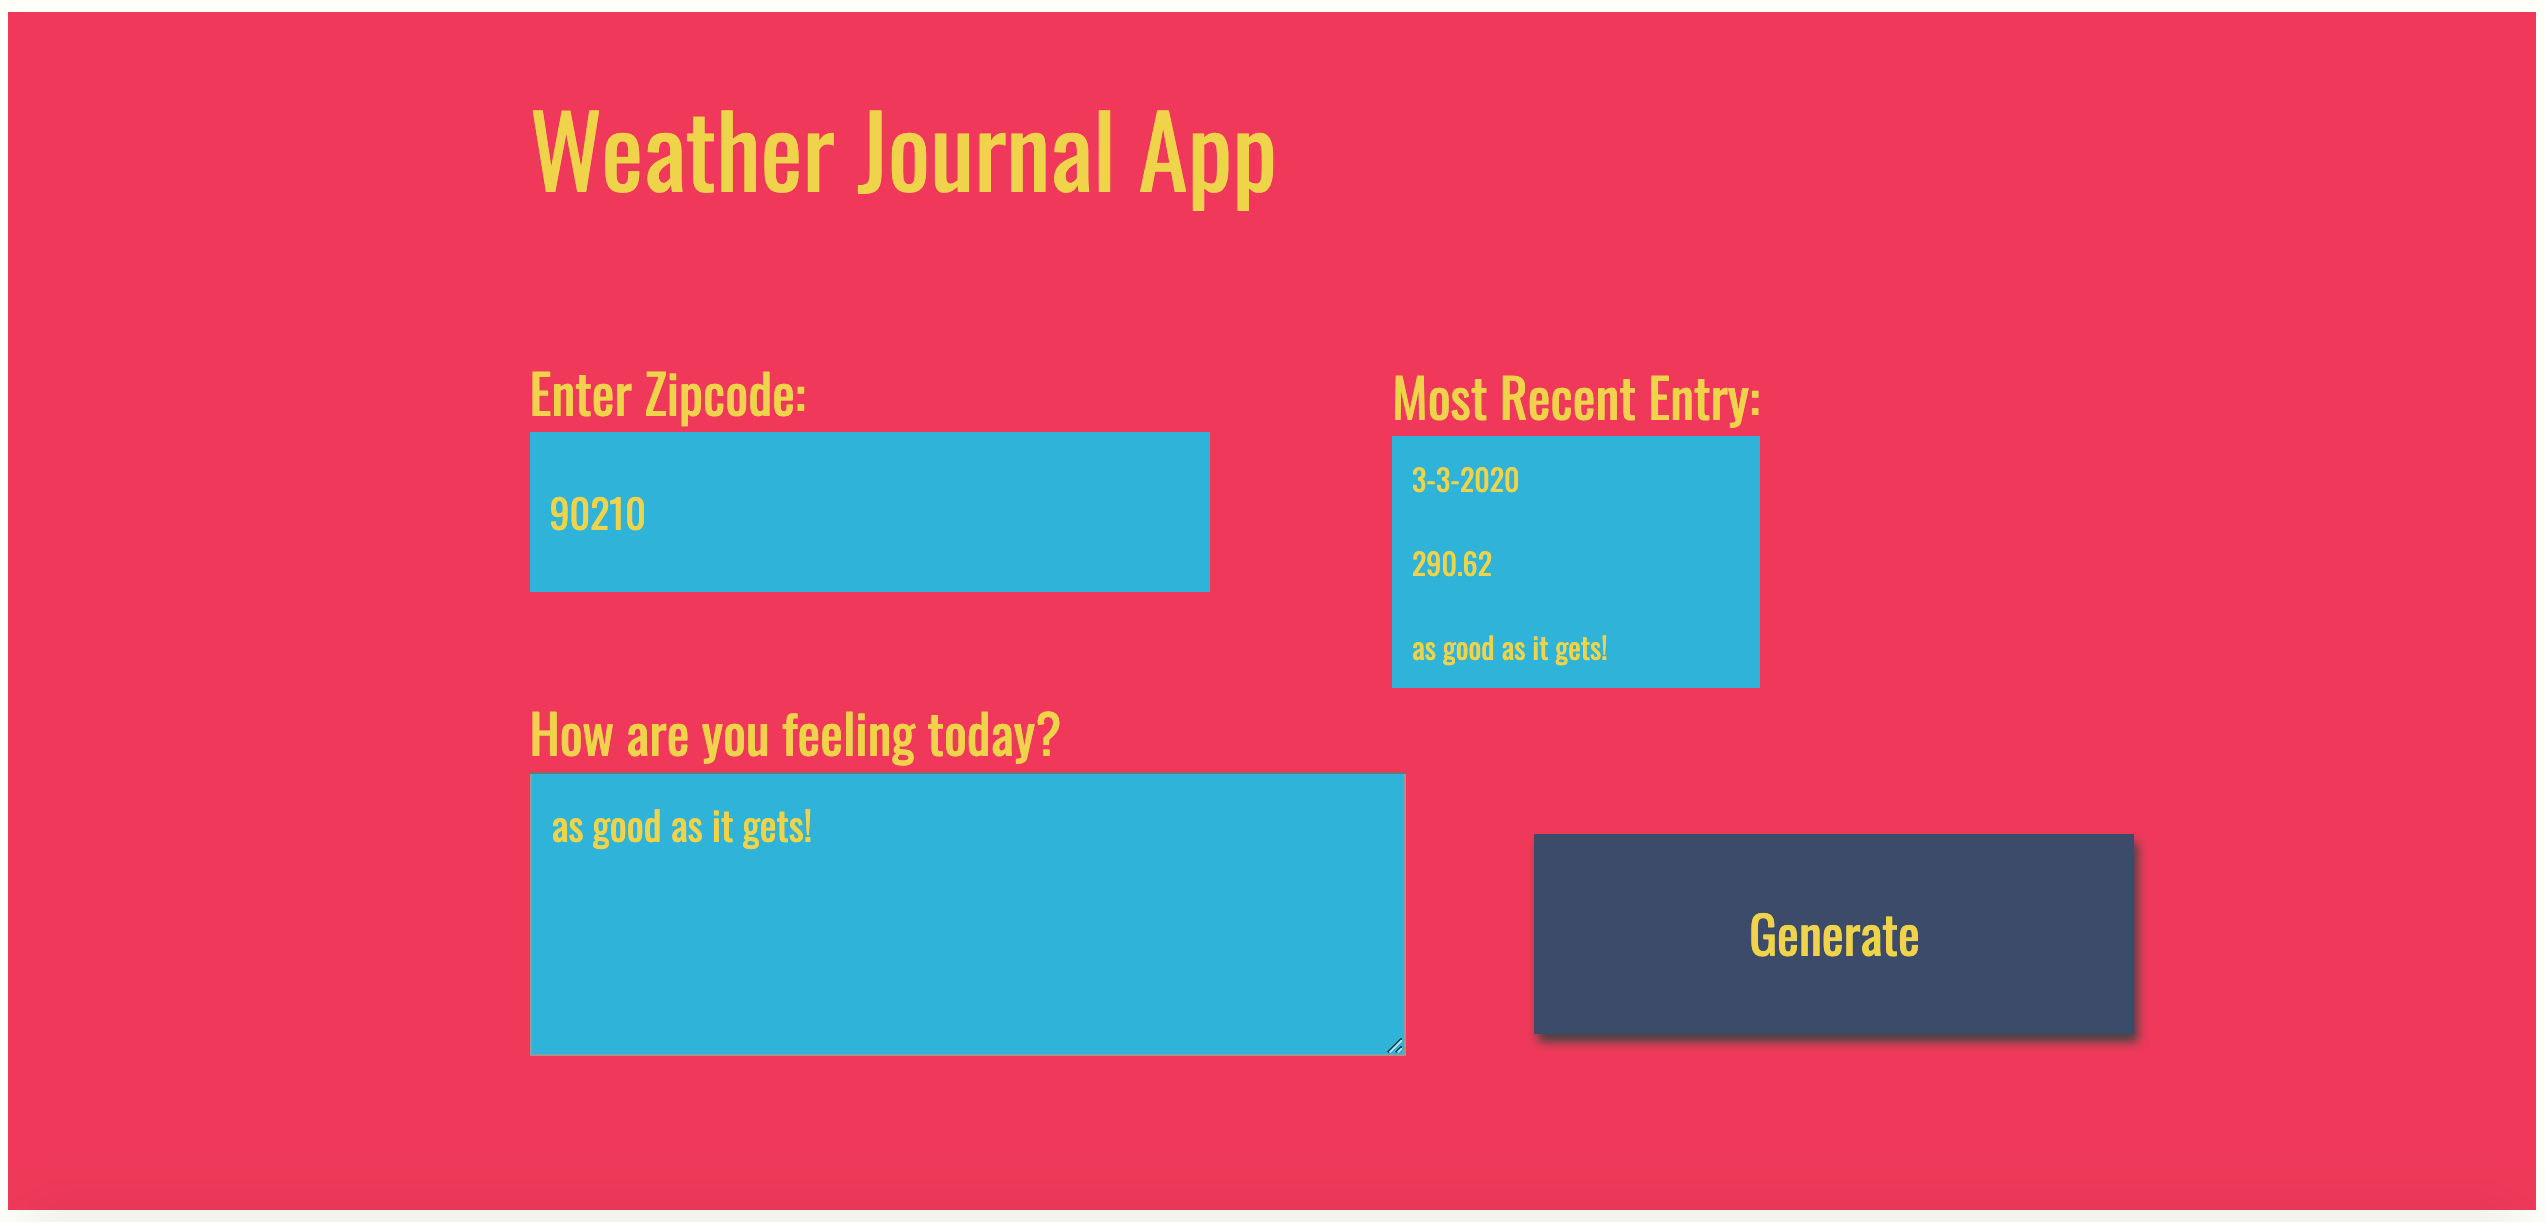 Weather Journal App
Enter Zipcode:
90210
Most Recent Entry:
3-3-2020
290.62
as good as it gets!
How are you feeling today?
as good as it gets!
Generate